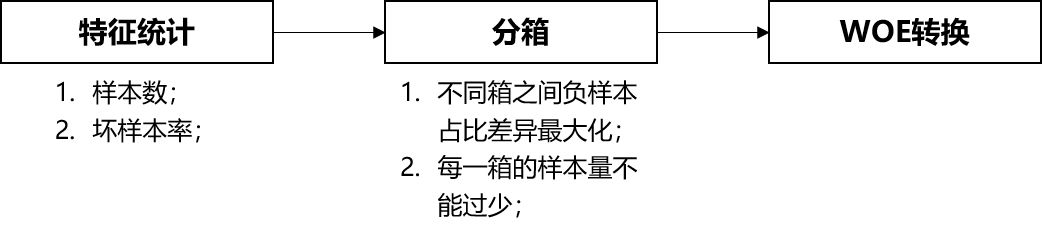 特征统计
1. 样本数；
2. 坏样本率；
分箱
1. 不同箱之间负样本
占比差异最大化；
2. 每一箱的样本量不
能过少；
WOE转换